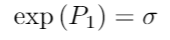 exp (P₁) = σ